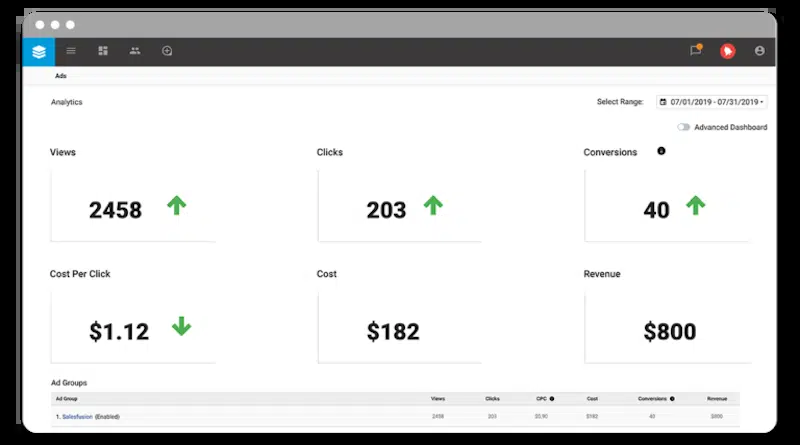 Ads
Analytics
Select Range: 07/01/2019 - 07/31/2019
Advanced Dashboard
Views Clicks Conversions
2458 203 40
Cost Per Click Cost Revenue
$1.12 $182 $800
Ad Groups
Ad Group Views Clicks CPC Cost Conversions Revenue
1. Salesfusion (Enabled) 2458 203 $5.90 $182 40 $800